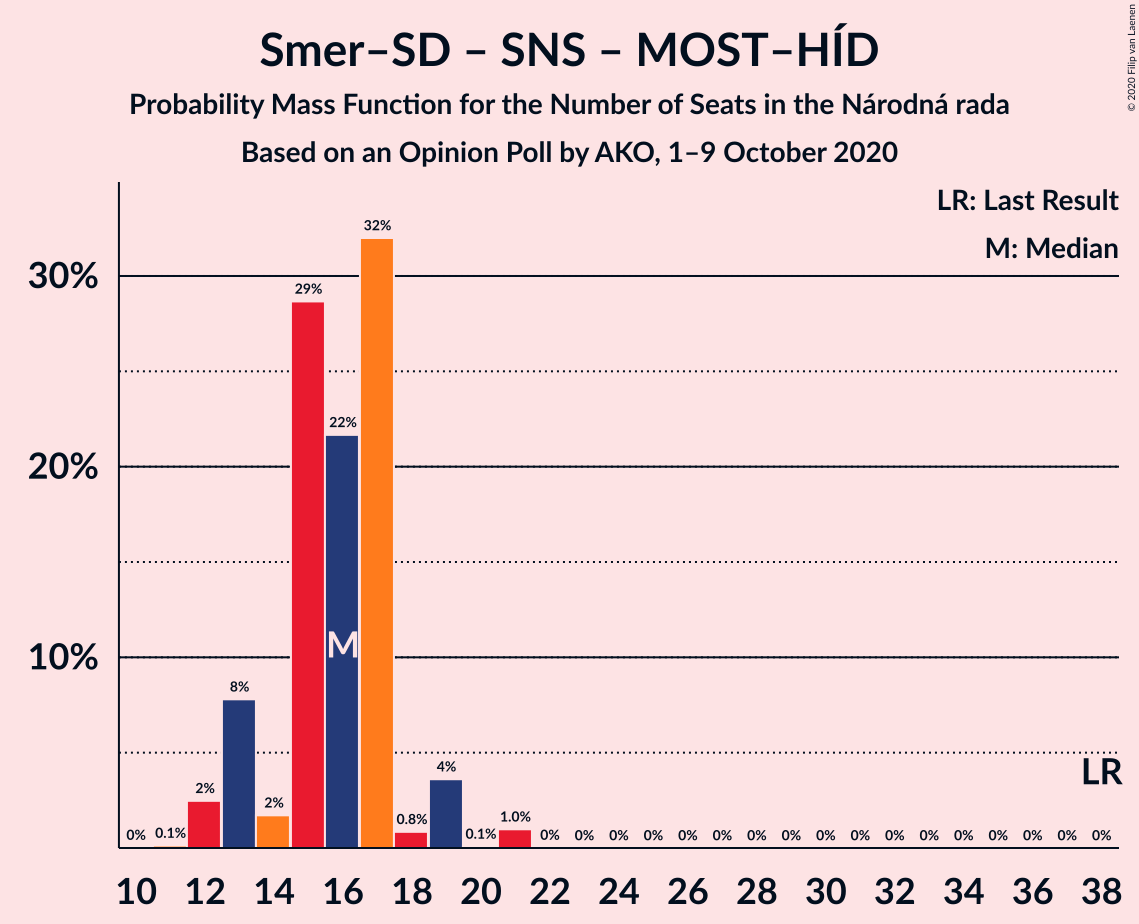 Smer–SD – SNS – MOST–HÍD
Probability Mass Function for the Number of Seats in the Národná rada
Based on an Opinion Poll by AKO, 1–9 October 2020
© 2020 Filip van Laenen
LR: Last Result
M: Median
32%
30%
29%
22%
20%
M
10%
8%
LR
4%
2%
2%
1.0%
0% 0.1% 0.8% 0.1% 0% 0% 0% 0% 0% 0% 0% 0% 0% 0% 0% 0% 0% 0% 0% 0% 0%
10 12 14 16 18 20 22 24 26 28 30 32 34 36 38